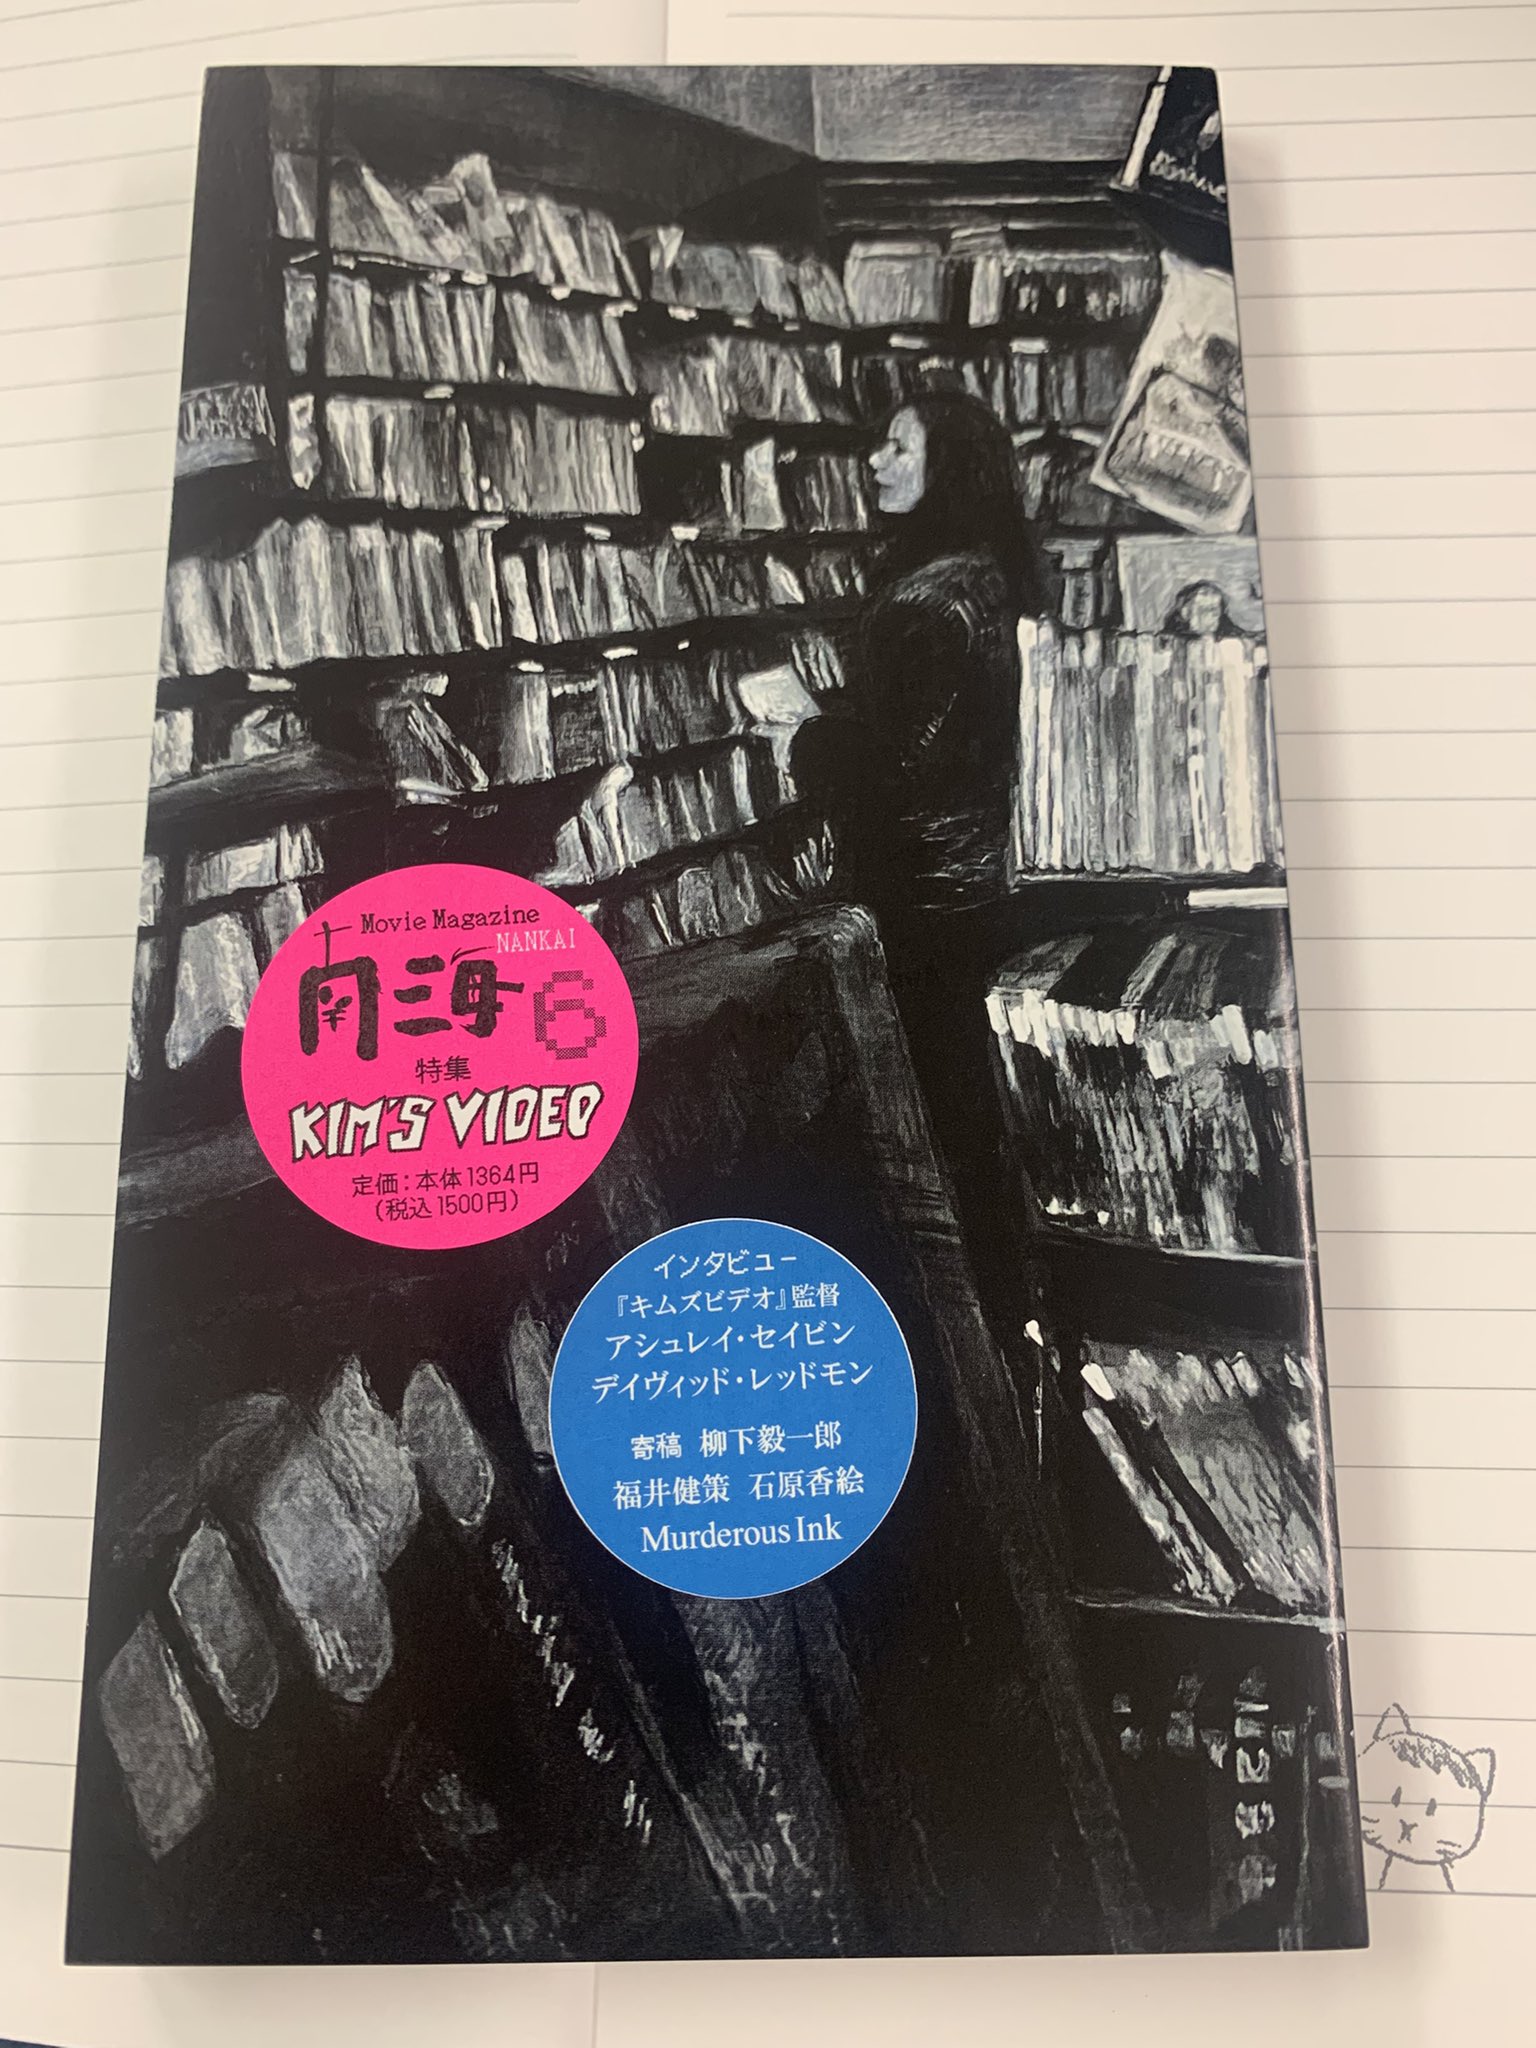 Movie Magazine
NANKAI
南海 6
特集
KIM'S VIDEO
定価:本体1364円
(税込1500円)
インタビュー
『キムズビデオ』監督
アシュレイ・セイビン
デイヴィッド・レッドモン
寄稿 柳下毅一郎
福井健策 石原香絵
Murderous Ink